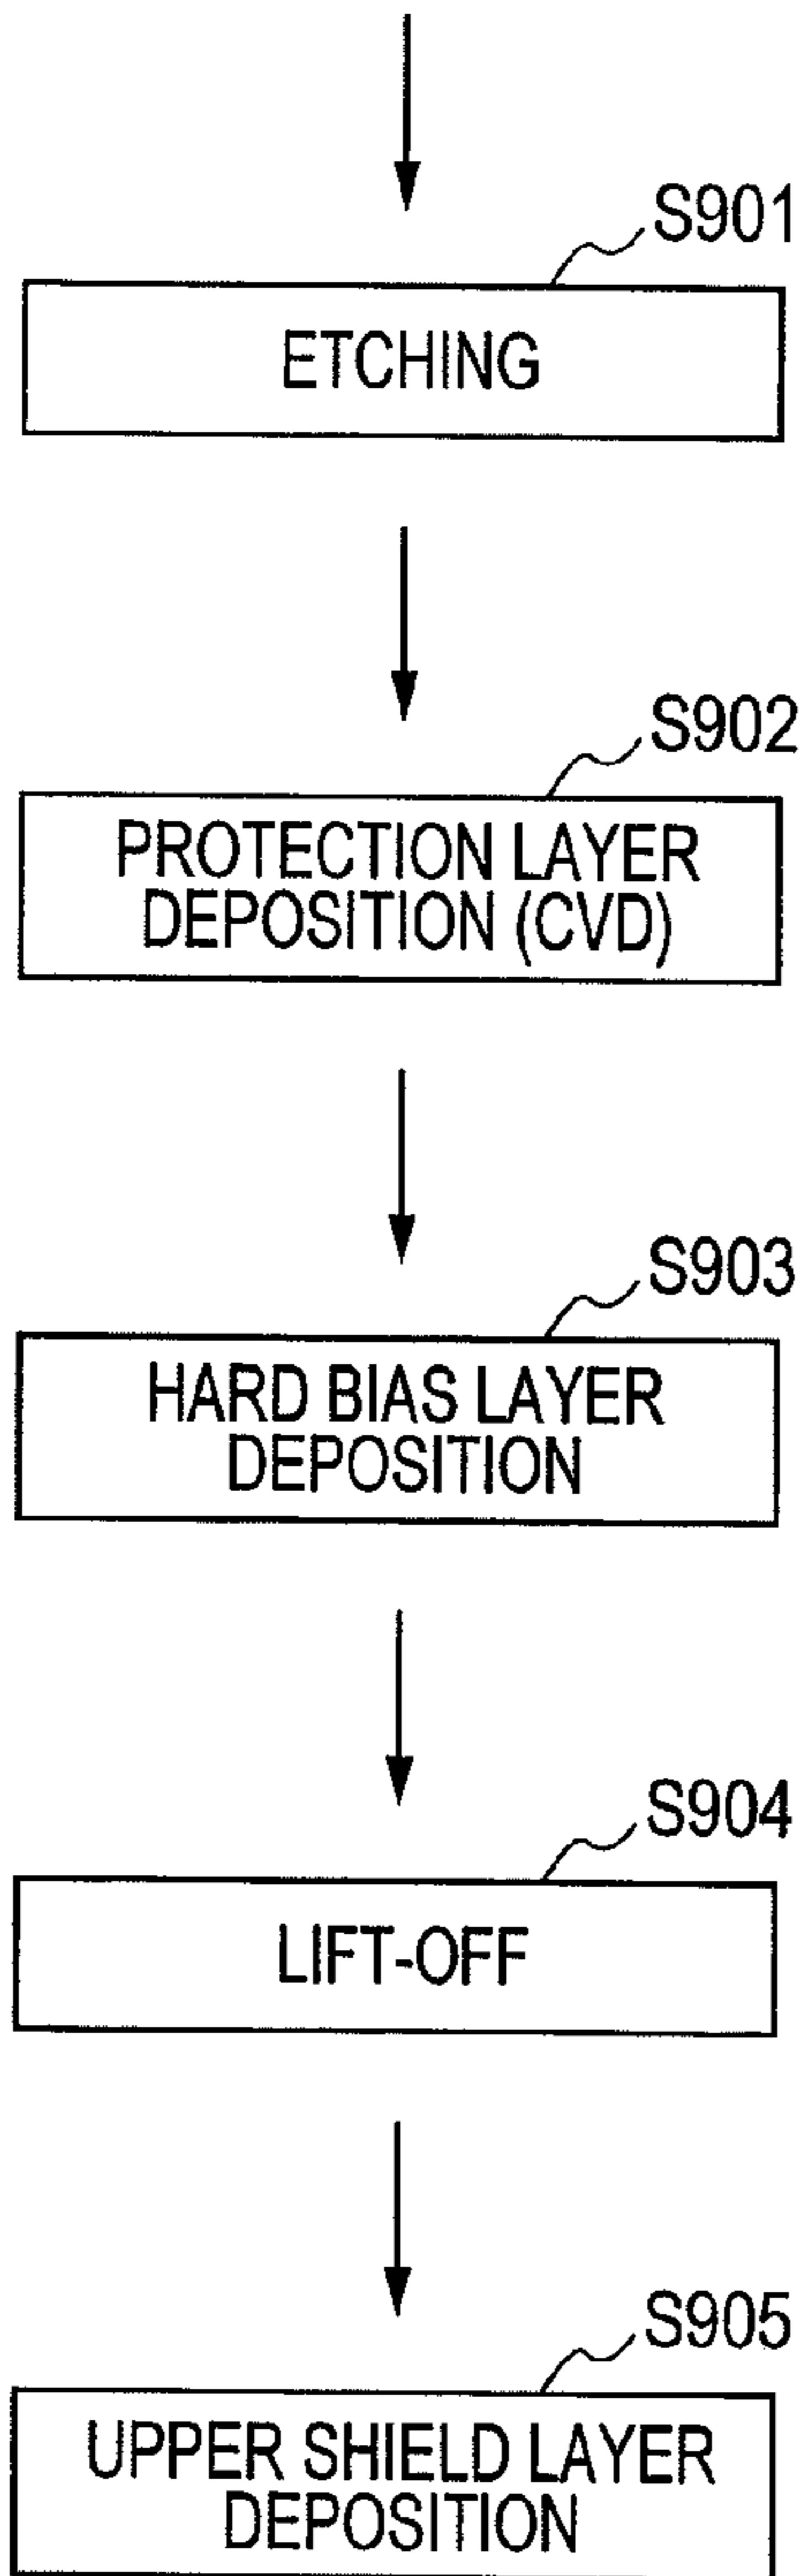 S901
ETCHING
S902
PROTECTION LAYER
DEPOSITION (CVD)
S903
HARD BIAS LAYER
DEPOSITION
S904
LIFT-OFF
S905
UPPER SHIELD LAYER
DEPOSITION